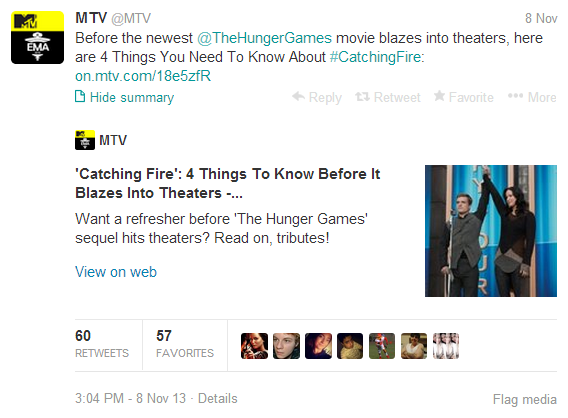 MTV @MTV 8 Nov
Before the newest @TheHungerGames movie blazes into theaters, here
are 4 Things You Need To Know About #CatchingFire:
on.mtv.com/18e5zfR
Hide summary Reply Retweet Favorite More
MTV
EMA
MTV
'Catching Fire': 4 Things To Know Before It
Blazes Into Theaters -...
Want a refresher before 'The Hunger Games'
sequel hits theaters? Read on, tributes!
View on web
60 57
RETWEETS FAVORITES
3:04 PM - 8 Nov 13 · Details Flag media